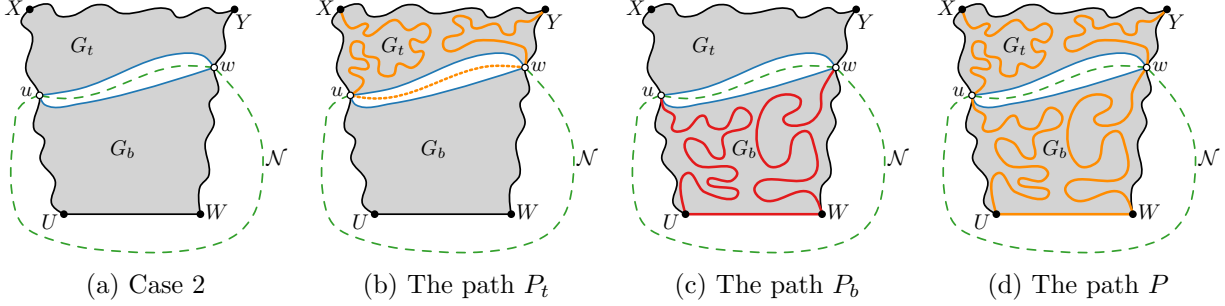 X Y G_t u w G_b U W 𝒩
X Y G_t u w G_b U W 𝒩
X Y G_t u w G_b U W 𝒩
X Y G_t u w G_b U W 𝒩
(a) Case 2
(b) The path P_t
(c) The path P_b
(d) The path P